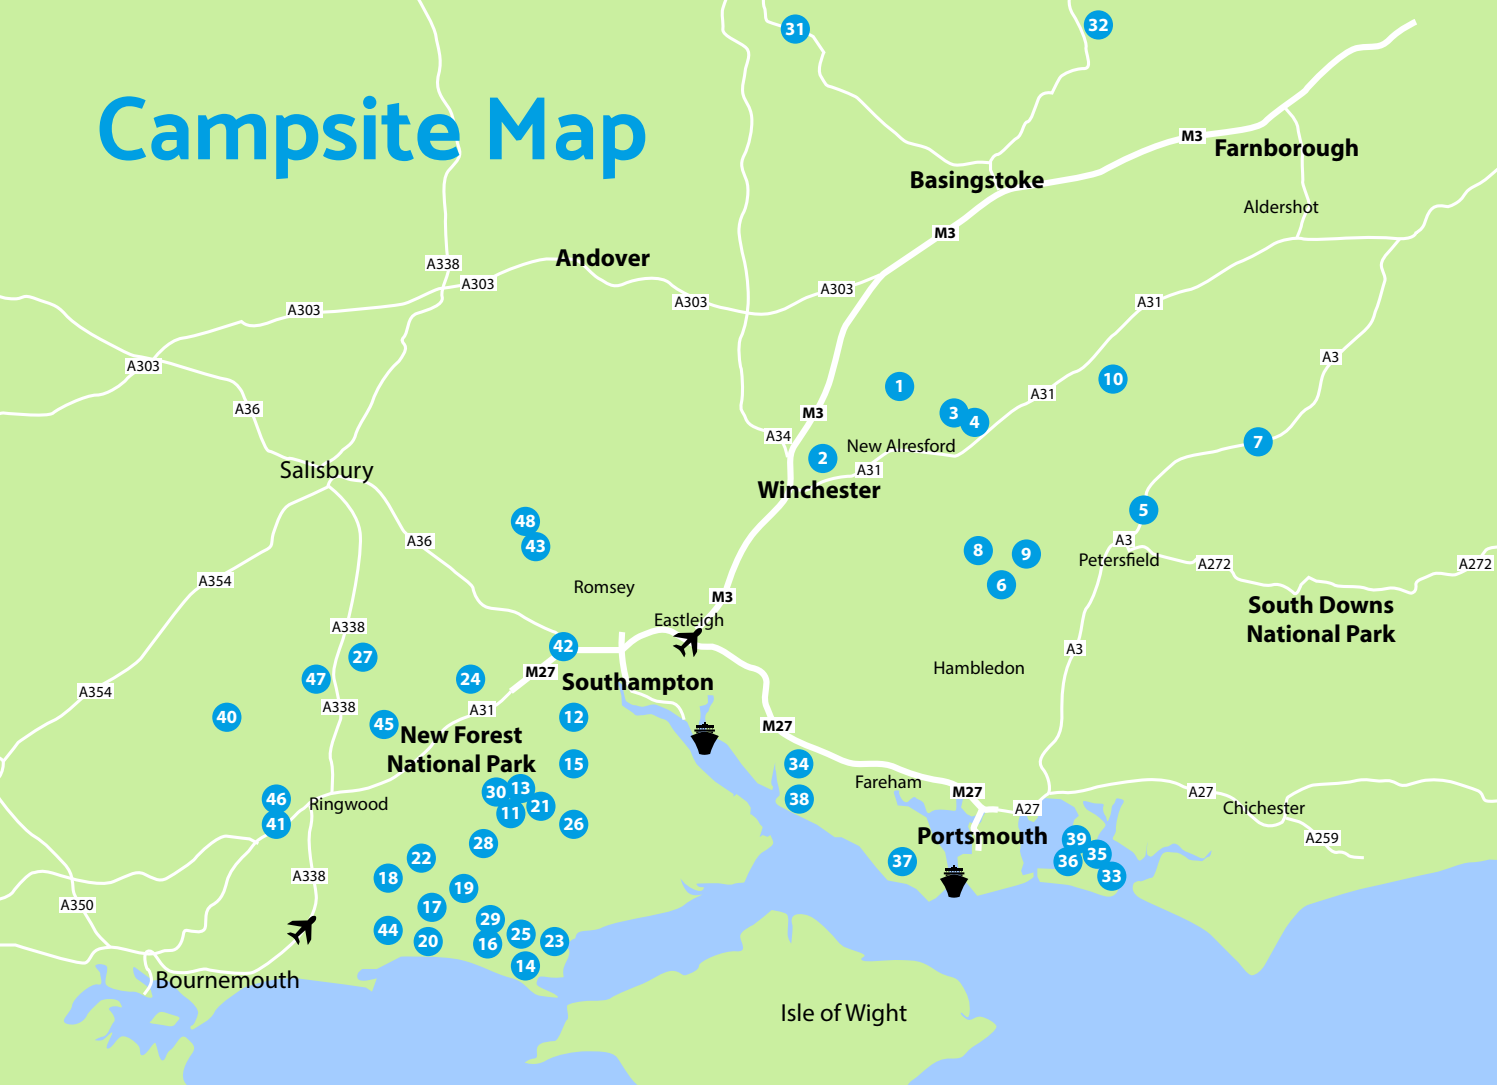 31
32
Campsite Map
M3
Farnborough
Basingstoke
Aldershot
M3
Andover
A338
A303
A303
A303
A303
A31
A303
A3
10
1
A31
A36
3
4
M3
A34
7
New Alresford
2
A31
Salisbury
Winchester
5
48
A36
43
A3
8
9
Petersfield
A272
A272
A354
6
Romsey
M3
South Downs
National Park
Eastleigh
A338
42
A3
27
Hambledon
M27
47
24
Southampton
A354
A338
A31
40
45
12
M27
New Forest
National Park
15
34
Fareham
30
13
M27
A27
46
38
Ringwood
21
A27
Chichester
11
41
26
Portsmouth
39
A259
28
35
22
37
36
A338
18
33
19
A350
17
29
44
25
20
16
23
14
Bournemouth
Isle of Wight